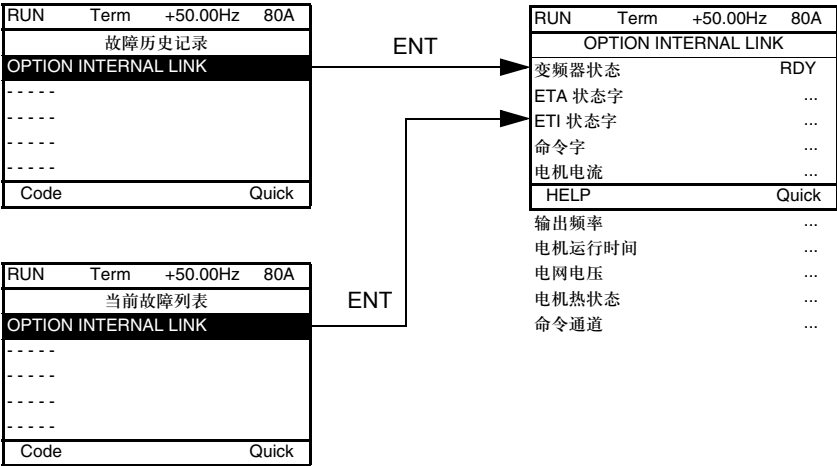 RUN Term +50.00Hz 80A
故障历史记录
OPTION INTERNAL LINK
- - - - -
- - - - -
- - - - -
- - - - -
Code Quick
ENT
RUN Term +50.00Hz 80A
OPTION INTERNAL LINK
变频器状态 RDY
ETA 状态字 ...
ETI 状态字 ...
命令字 ...
电机电流 ...
HELP Quick
输出频率 ...
电机运行时间 ...
电网电压 ...
电机热状态 ...
命令通道 ...
RUN Term +50.00Hz 80A
当前故障列表
OPTION INTERNAL LINK
- - - - -
- - - - -
- - - - -
- - - - -
Code Quick
ENT